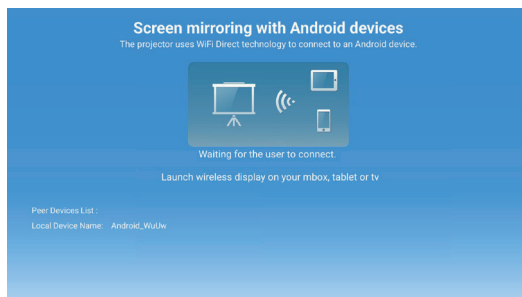 Screen mirroring with Android devices
The projector uses WiFi Direct technology to connect to an Android device.
Waiting for the user to connect.
Launch wireless display on your mbox, tablet or tv
Peer Devices List :
Local Device Name: Android_WuUw